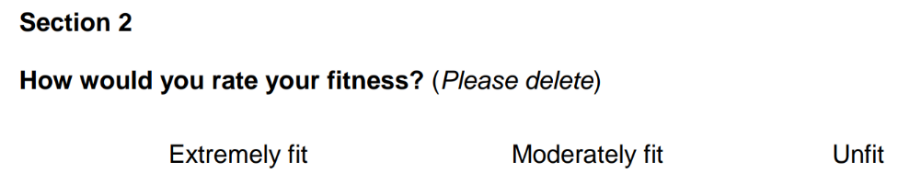 Section 2
How would you rate your fitness? (Please delete)
Extremely fit Moderately fit Unfit